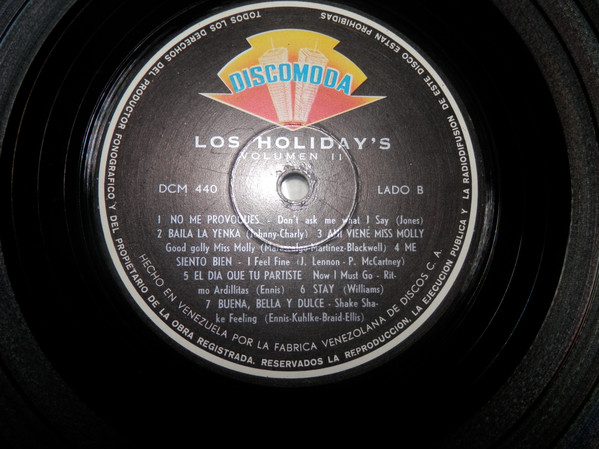 TODOS LOS DERECHOS DEL PRODUCTOR FONOGRAFICO Y DEL PROPIETARIO DE LA OBRA REGISTRADA. RESERVADOS LA REPRODUCCION, LA EJECUCION PUBLICA Y LA RADIODIFUSION DE ESTE DISCO ESTAN PROHIBIDAS
DISCOMODA
LOS HOLIDAY'S
VOLUMEN II
DCM 440 LADO B
1 NO ME PROVOQUES - Don't ask me what I Say (Jones)
2 BAILA LA YENKA (Johnny-Charly) 3 AHI VIENE MISS MOLLY
Good golly Miss Molly Martínez-Blackwell) 4 ME
SIENTO BIEN - I Feel Fine (J. Lennon - P. McCartney)
5 EL DIA QUE TU PARTISTE Now I Must Go - Rit-
mo Ardillitas (Ennis) 6 STAY (Williams)
7 BUENA, BELLA Y DULCE - Shake Sha-
ke Feeling (Ennis-Kuhlke-Braid-Ellis)
HECHO EN VENEZUELA POR LA FABRICA VENEZOLANA DE DISCOS C. A.